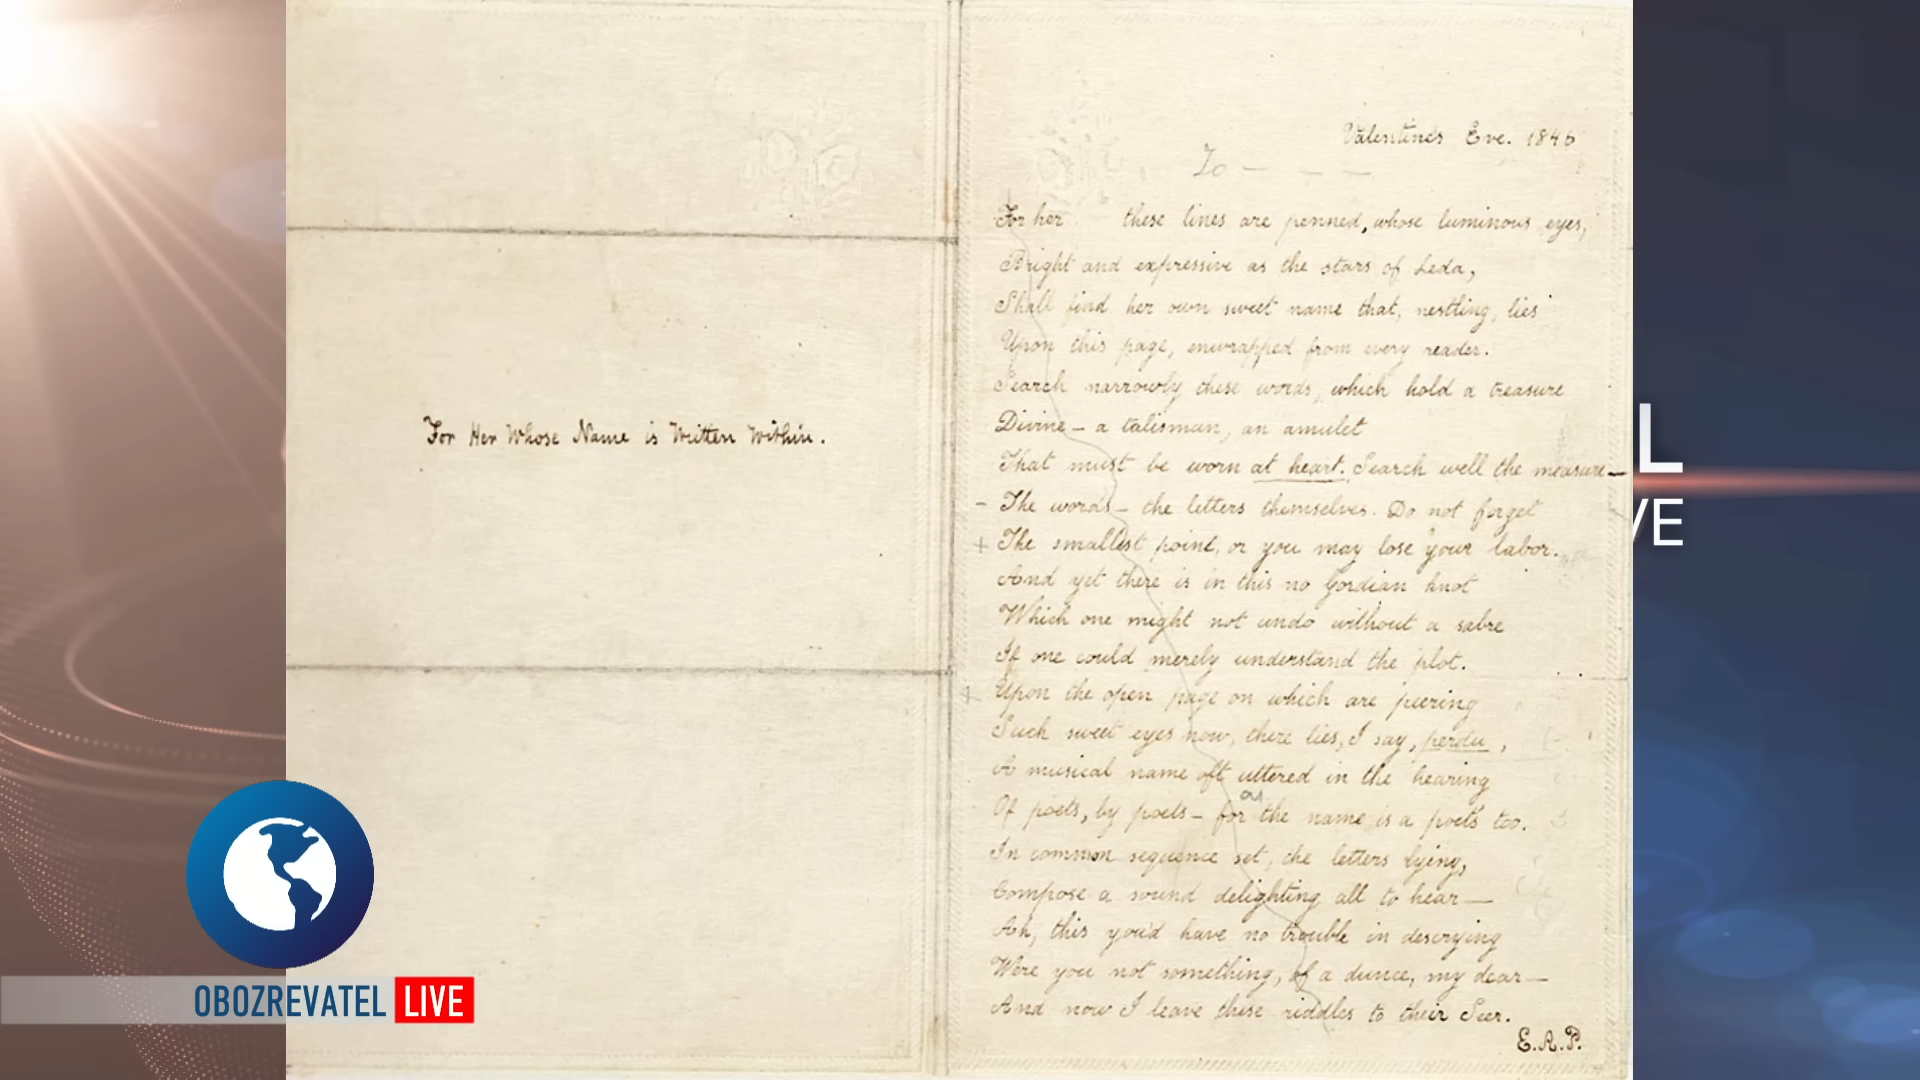 For Her Whose Name is Written Within.
Valentine's Eve. 1846
To — — —
For her these lines are penned, whose luminous eyes,
Bright and expressive as the stars of Leda,
Shall find her own sweet name that, nestling, lies
Upon this page, enwrapped from every reader.
Search narrowly these words, which hold a treasure
Divine — a talisman, an amulet
That must be worn at heart. Search well the measure —
The words — the letters themselves. Do not forget
The smallest point, or you may lose your labor.
And yet there is in this no Gordian knot
Which one might not undo without a sabre
If one could merely understand the plot.
Upon the open page on which are peering
Such sweet eyes now, there lies, I say, perdu,
A musical name oft uttered in the hearing
Of poets, by poets — for as the name is a poet's too.
In common sequence set, the letters lying,
Compose a sound delighting all to hear —
Ah, this you'd have no trouble in descrying
Were you not something, of a dunce, my dear —
And now I leave these riddles to their Seer.
E.A.P.
L
VE
OBOZREVATEL LIVE